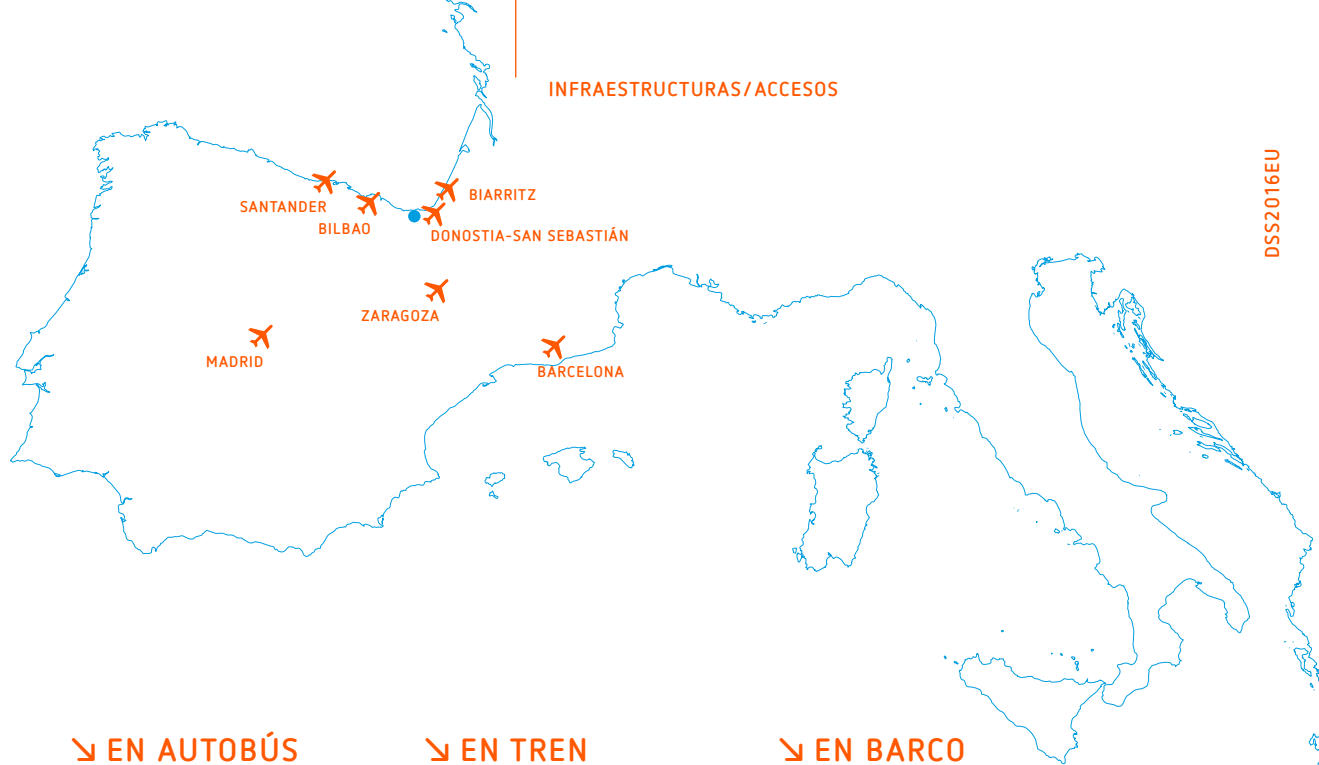 INFRAESTRUCTURAS/ACCESOS
DSS2016EU
BIARRITZ
SANTANDER
BILBAO
DONOSTIA-SAN SEBASTIÁN
ZARAGOZA
MADRID
BARCELONA
↘ EN AUTOBÚS
↘ EN TREN
↘ EN BARCO